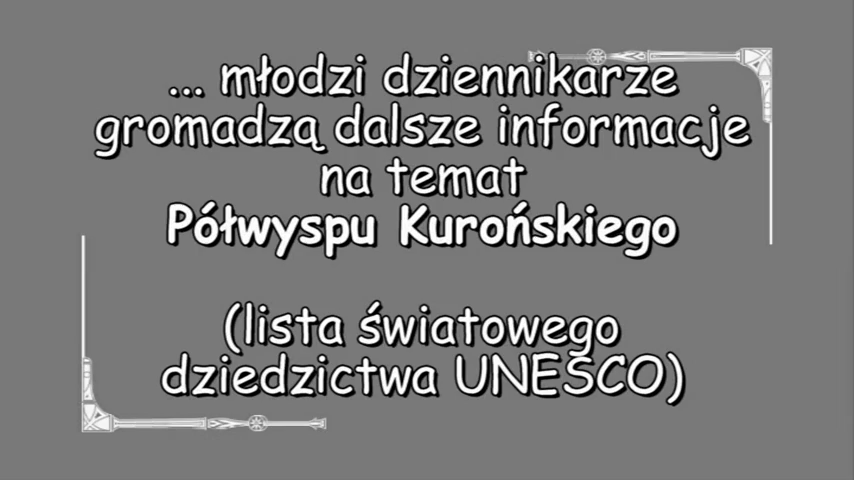 ... młodzi dziennikarze
gromadzą dalsze informacje
na temat
Półwyspu Kurońskiego
(lista światowego
dziedzictwa UNESCO)